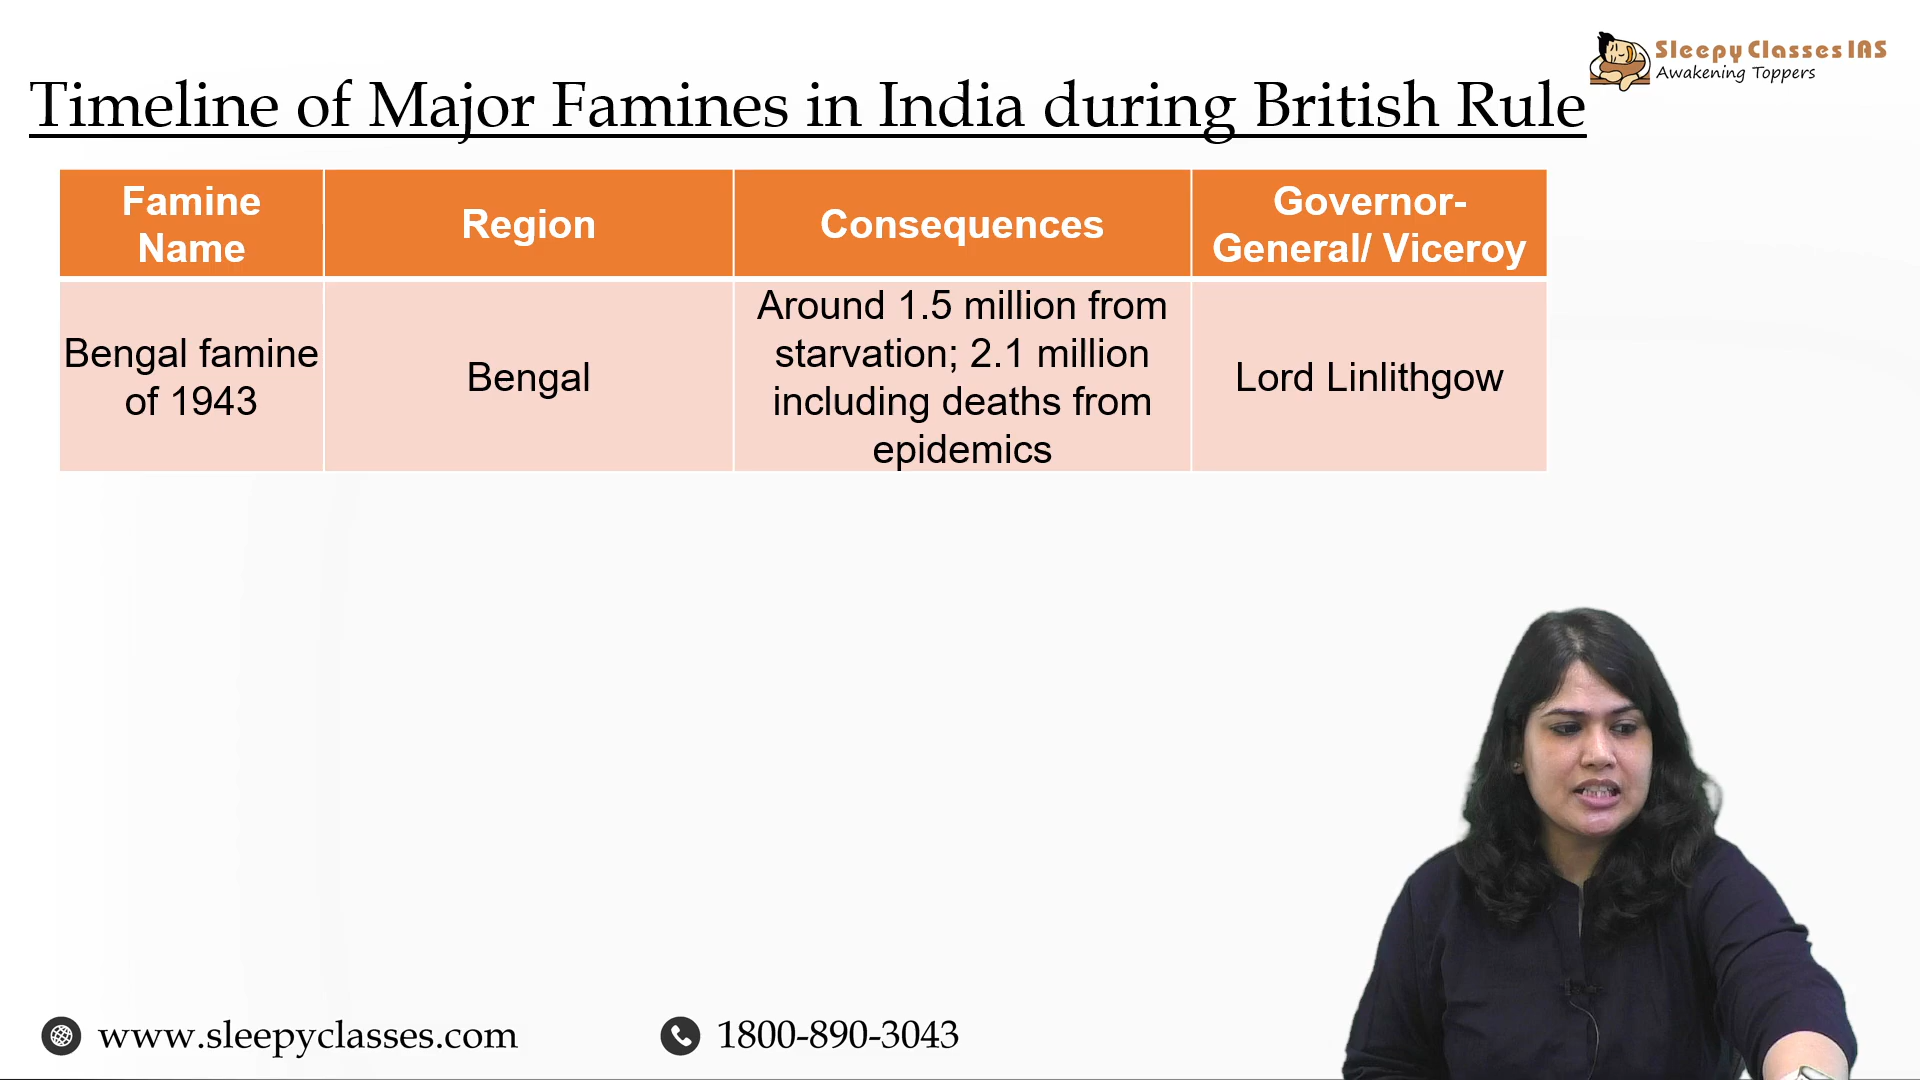 Sleepy Classes IAS
Awakening Toppers
Timeline of Major Famines in India during British Rule
Famine
Name
Region
Consequences
Governor-
General/ Viceroy
Bengal famine
of 1943
Bengal
Around 1.5 million from
starvation; 2.1 million
including deaths from
epidemics
Lord Linlithgow
www.sleepyclasses.com
1800-890-3043